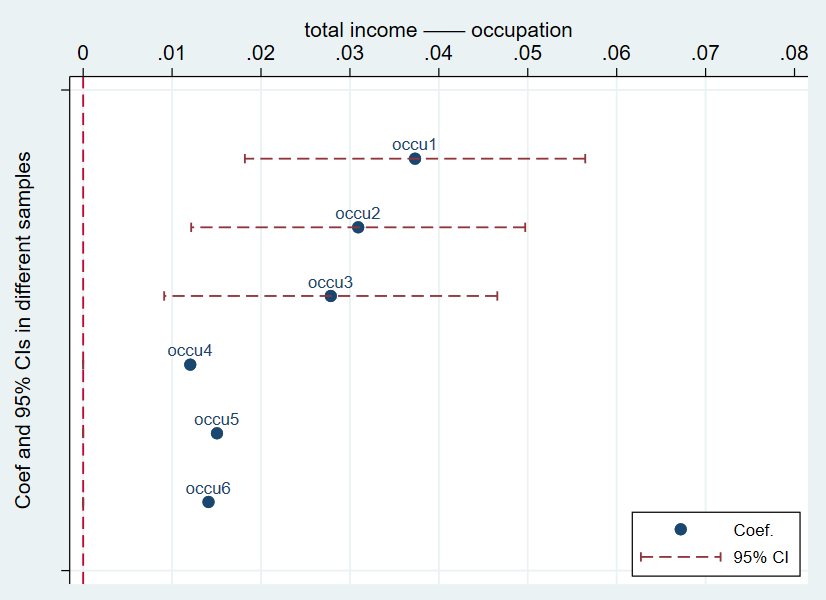 total income —— occupation
0 .01 .02 .03 .04 .05 .06 .07 .08
Coef and 95% CIs in different samples
occu1
occu2
occu3
occu4
occu5
occu6
Coef.
95% CI